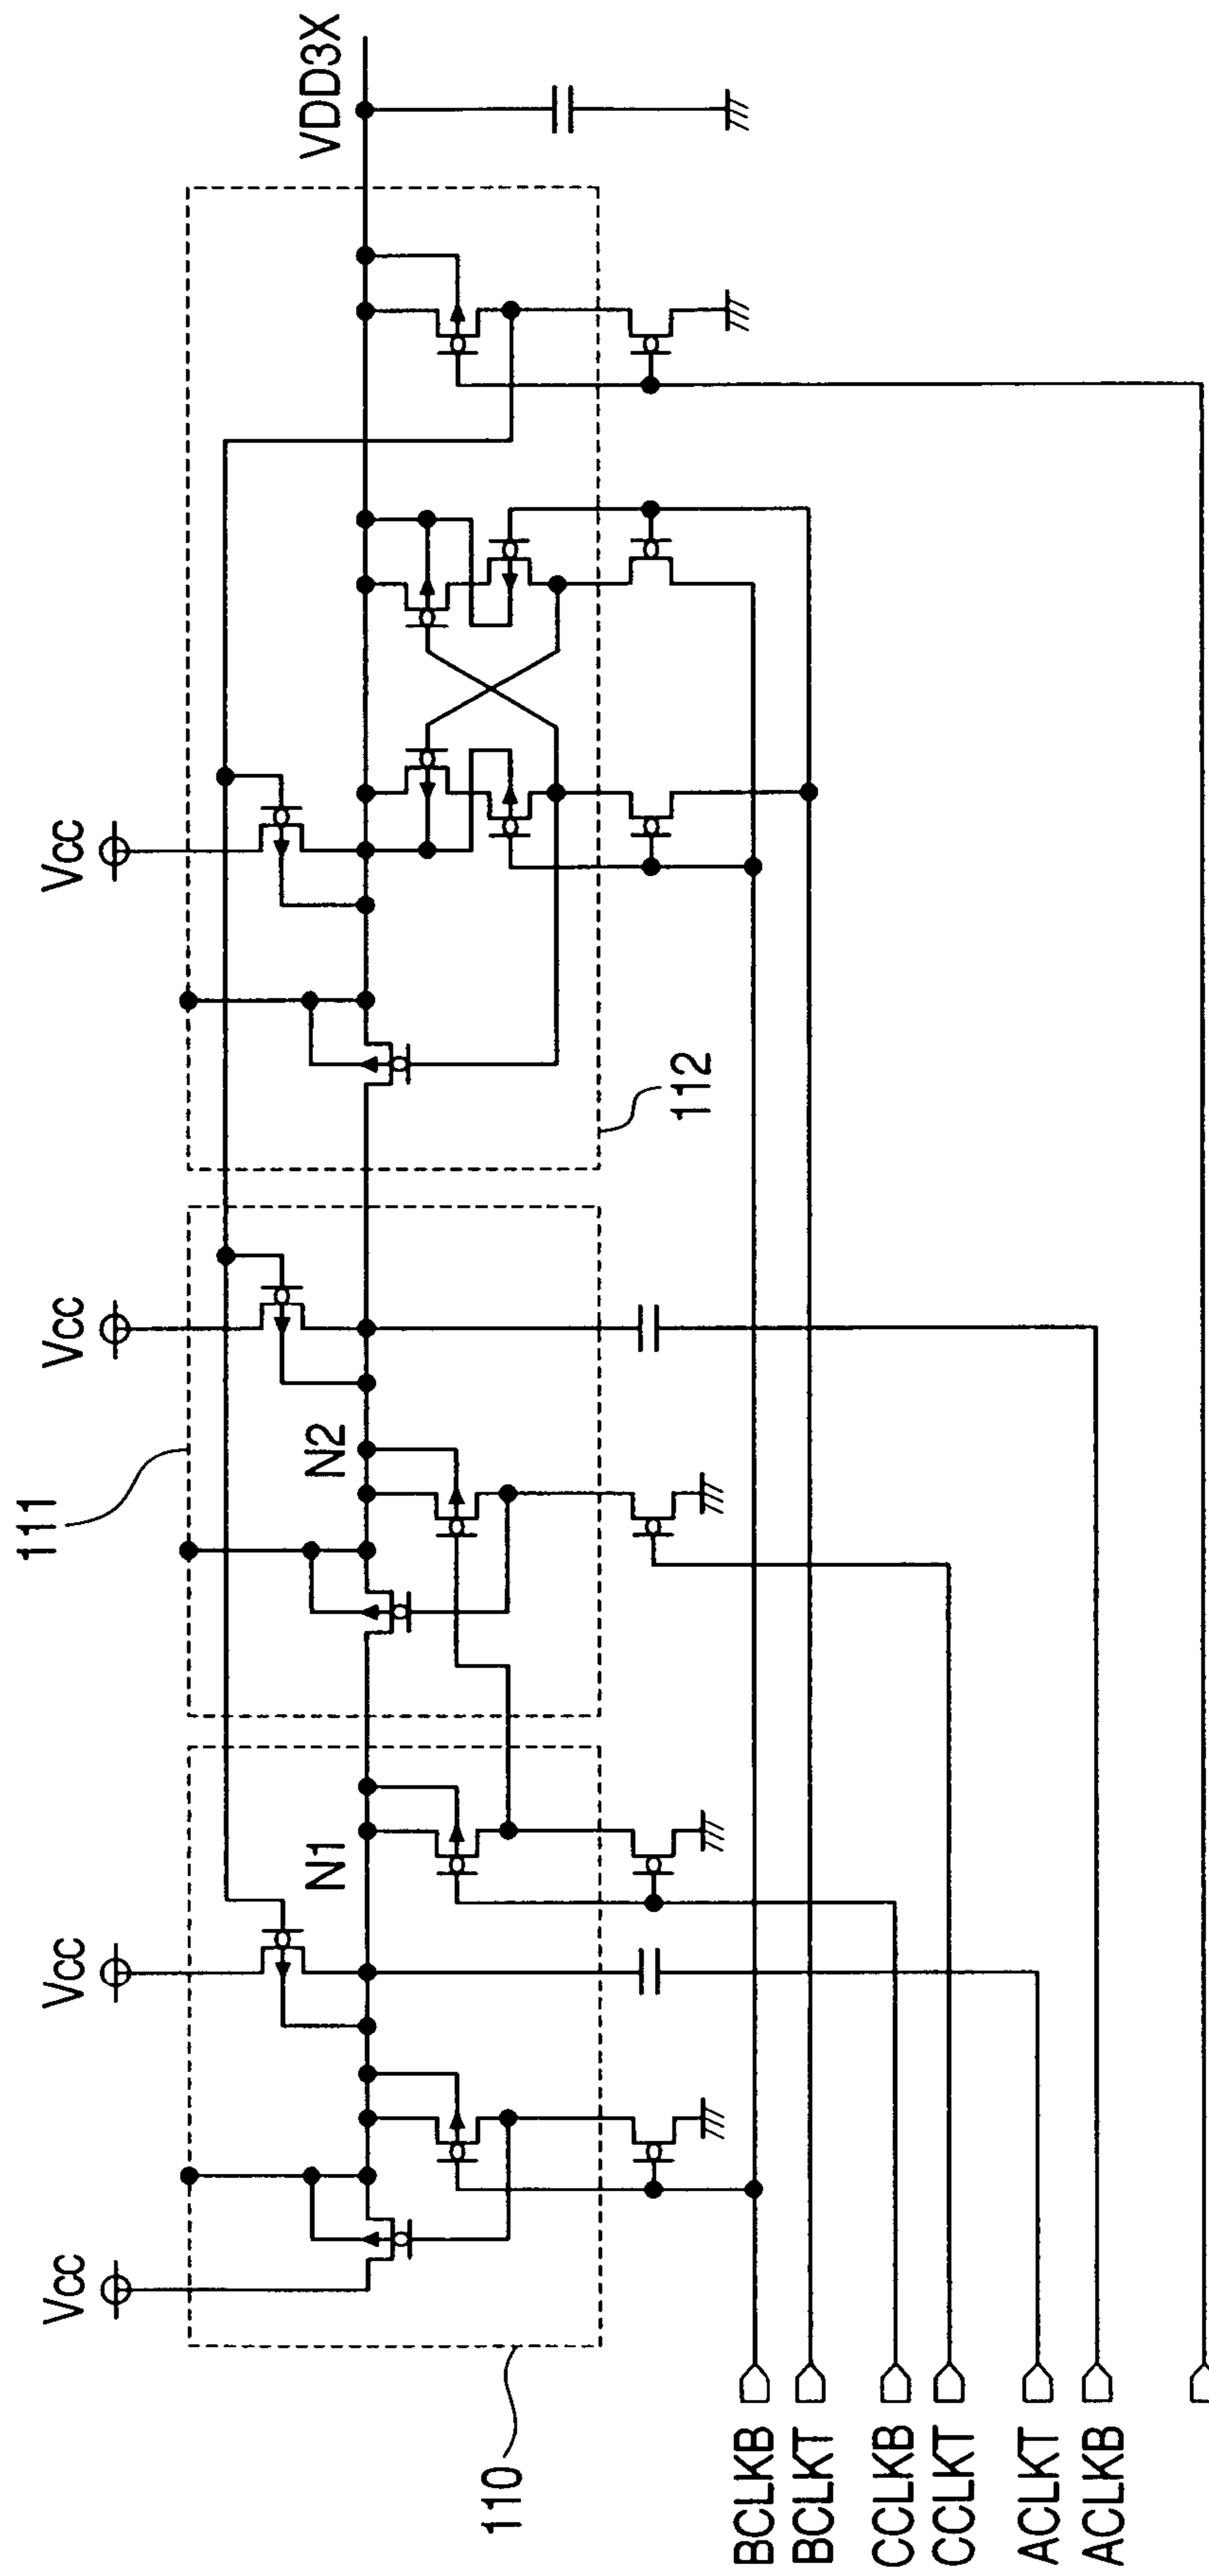 VCC
VCC
VCC
VCC
111
N1
N2
VDD3X
110
112
BCLKB
BCLKT
CCLKB
CCLKT
ACLKT
ACLKB